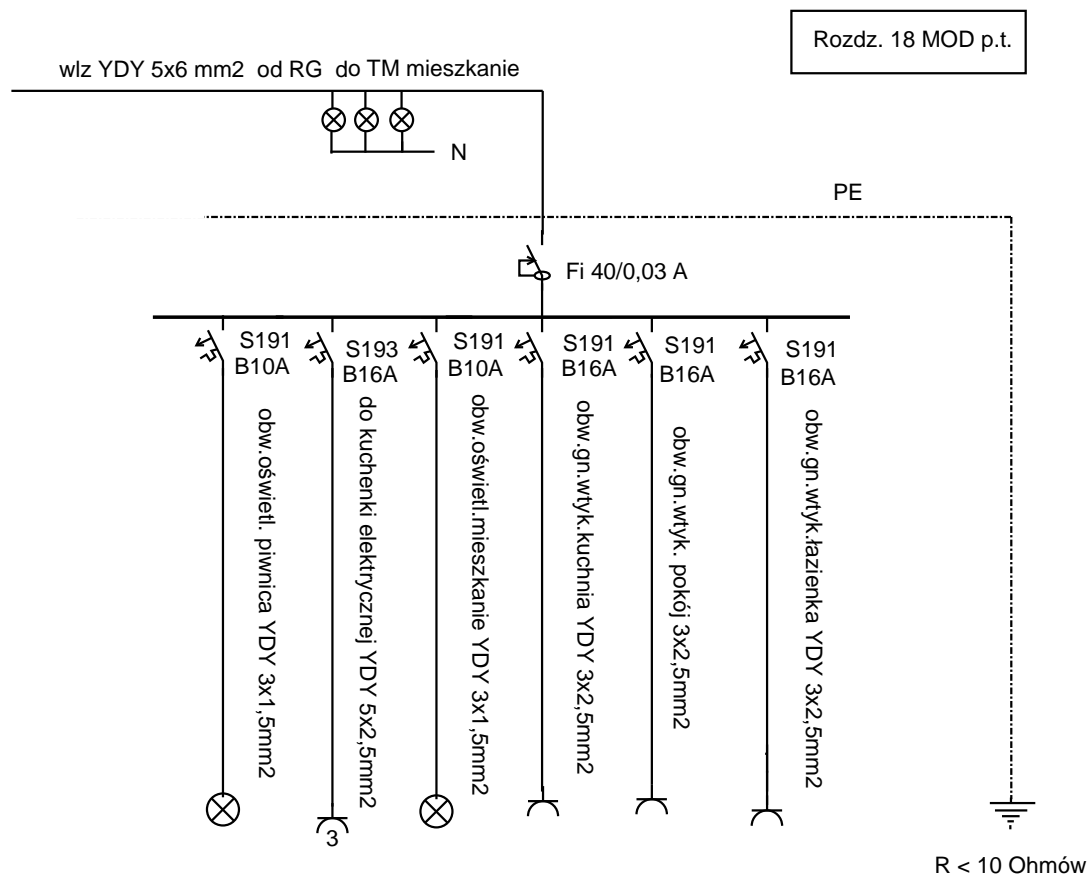 Rozdz. 18 MOD p.t.
wlz YDY 5x6 mm2 od RG do TM mieszkanie
N
PE
Fi 40/0,03 A
S191
B10A
S193
B16A
S191
B10A
S191
B16A
S191
B16A
S191
B16A
obw.oświetl. piwnica YDY 3x1,5mm2
do kuchenki elektrycznej YDY 5x2,5mm2
obw.oświetl.mieszkanie YDY 3x1,5mm2
obw.gn.wtyk.kuchnia YDY 3x2,5mm2
obw.gn.wtyk. pokój 3x2,5mm2
obw.gn.wtyk.łazienka YDY 3x2,5mm2
3
R < 10 Ohmów